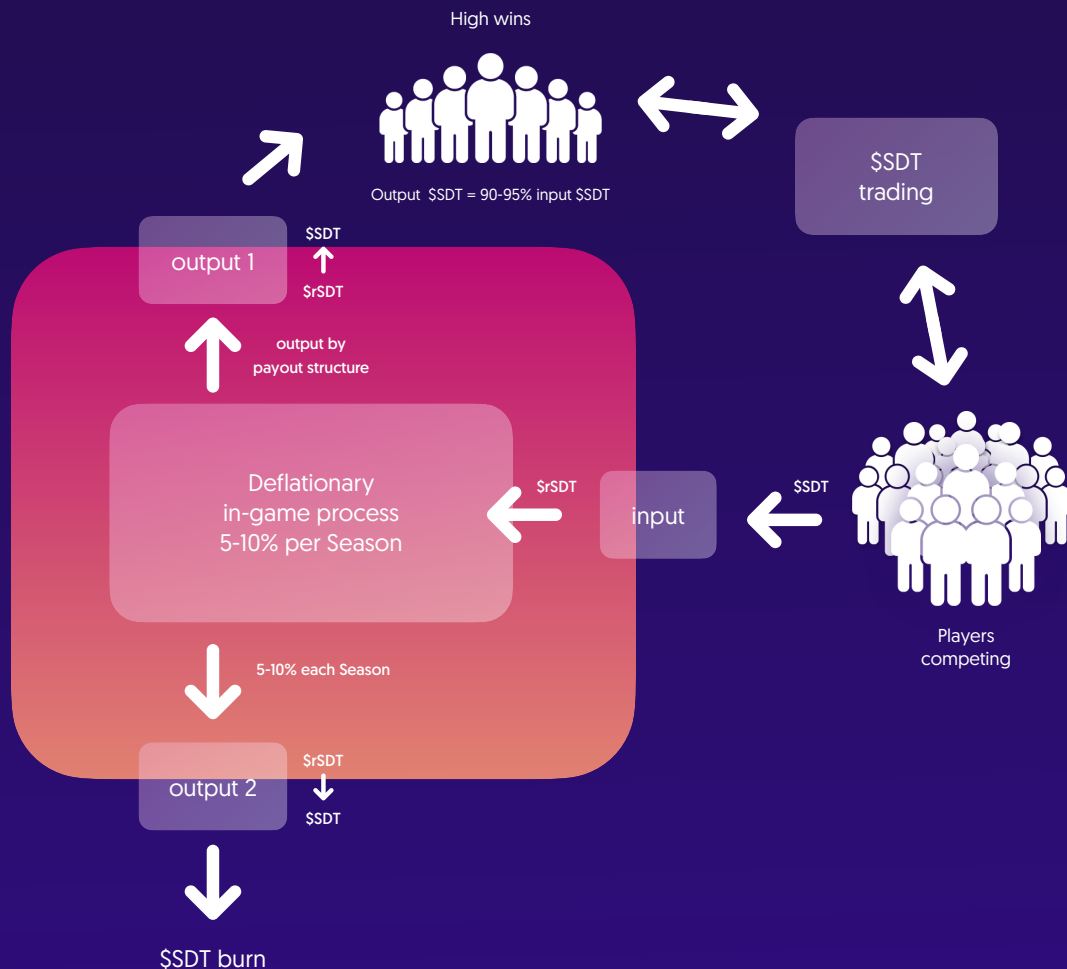 High wins
Output $SDT = 90-95% input $SDT
$SDT
trading
output 1
$SDT
$rSDT
output by
payout structure
Deflationary
in-game process
5-10% per Season
$rSDT
input
$SDT
Players
competing
5-10% each Season
output 2
$rSDT
$SDT
$SDT burn